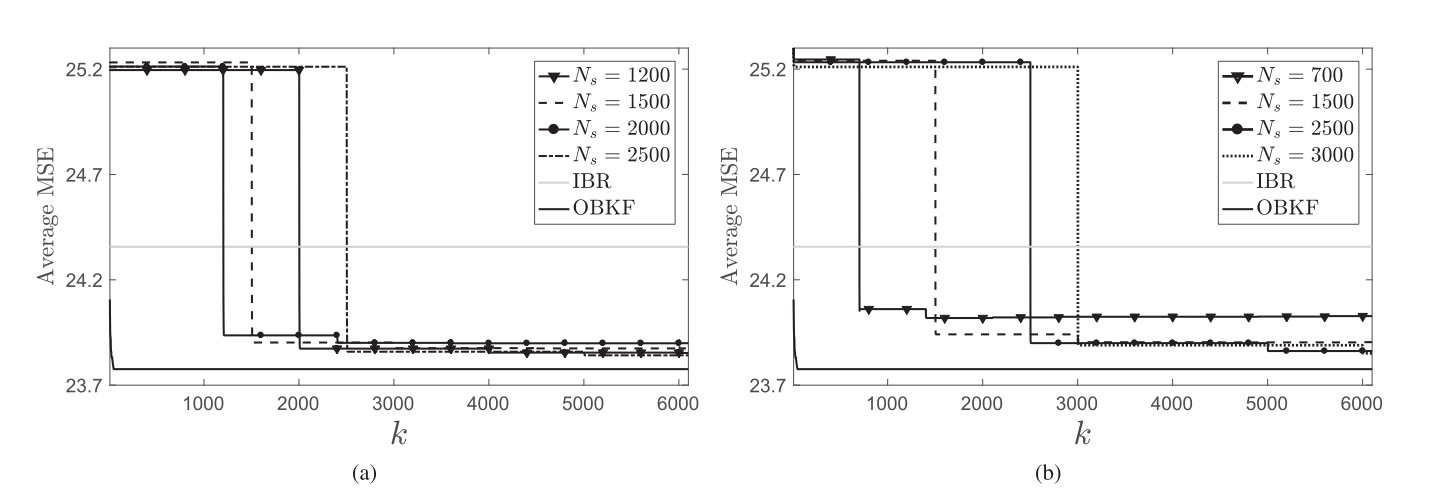 Average MSE
25.2
24.7
24.2
23.7
1000 2000 3000 4000 5000 6000
k
N_s = 1200
N_s = 1500
N_s = 2000
N_s = 2500
IBR
OBKF
(a)
Average MSE
25.2
24.7
24.2
23.7
1000 2000 3000 4000 5000 6000
k
N_s = 700
N_s = 1500
N_s = 2500
N_s = 3000
IBR
OBKF
(b)